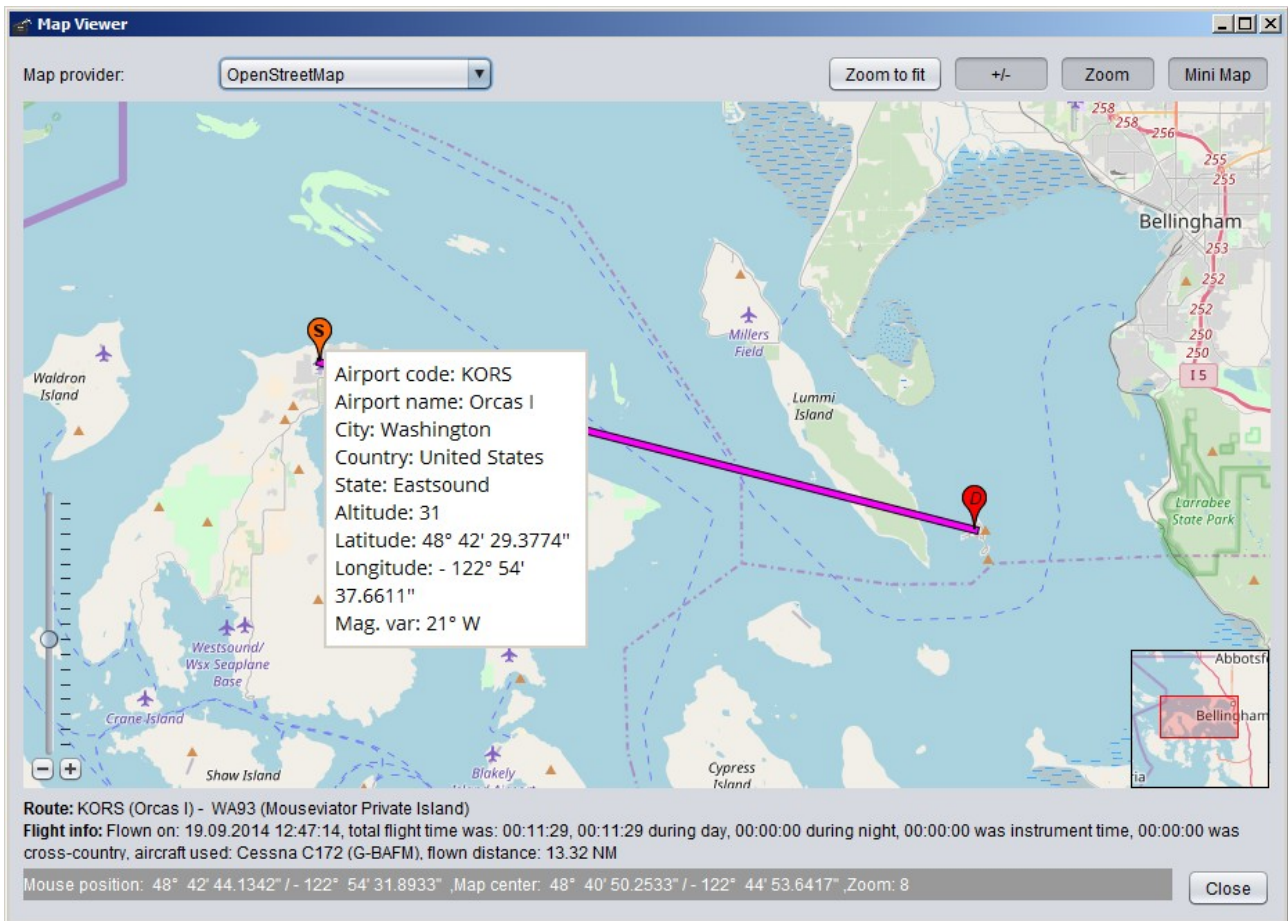 Map Viewer
Map provider:
OpenStreetMap
Zoom to fit
+/-
Zoom
Mini Map
258
258
256
255
255
Bellingham
253
252
252
250
250
I 5
Millers
Field
Waldron
Island
S
Lummi
Island
D
Larrabee
State Park
Airport code: KORS
Airport name: Orcas I
City: Washington
Country: United States
State: Eastsound
Altitude: 31
Latitude: 48° 42' 29.3774"
Longitude: - 122° 54'
37.6611"
Mag. var: 21° W
Westsound/
Wsx Seaplane
Base
Crane Island
Shaw Island
Blakely
Cypress
Island
Abbotsf
Bellingham
ria
Route: KORS (Orcas I) - WA93 (Mouseviator Private Island)
Flight info: Flown on: 19.09.2014 12:47:14, total flight time was: 00:11:29, 00:11:29 during day, 00:00:00 during night, 00:00:00 was instrument time, 00:00:00 was
cross-country, aircraft used: Cessna C172 (G-BAFM), flown distance: 13.32 NM
Mouse position: 48° 42' 44.1342" / - 122° 54' 31.8933" ,Map center: 48° 40' 50.2533" / - 122° 44' 53.6417" ,Zoom: 8
Close